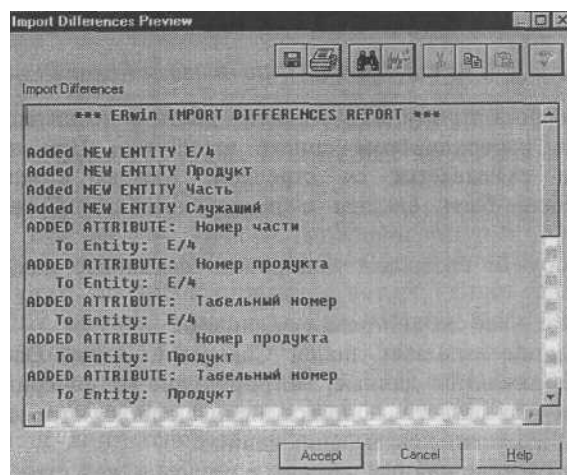 Import Differences Preview
Import Differences
*** ERwin IMPORT DIFFERENCES REPORT ***
Added NEW ENTITY E/4
Added NEW ENTITY Продукт
Added NEW ENTITY Часть
Added NEW ENTITY Служащий
ADDED ATTRIBUTE: Номер части
To Entity: E/4
ADDED ATTRIBUTE: Номер продукта
To Entity: E/4
ADDED ATTRIBUTE: Табельный номер
To Entity: E/4
ADDED ATTRIBUTE: Номер продукта
To Entity: Продукт
ADDED ATTRIBUTE: Табельный номер
To Entity: Продукт
Accept Cancel Help